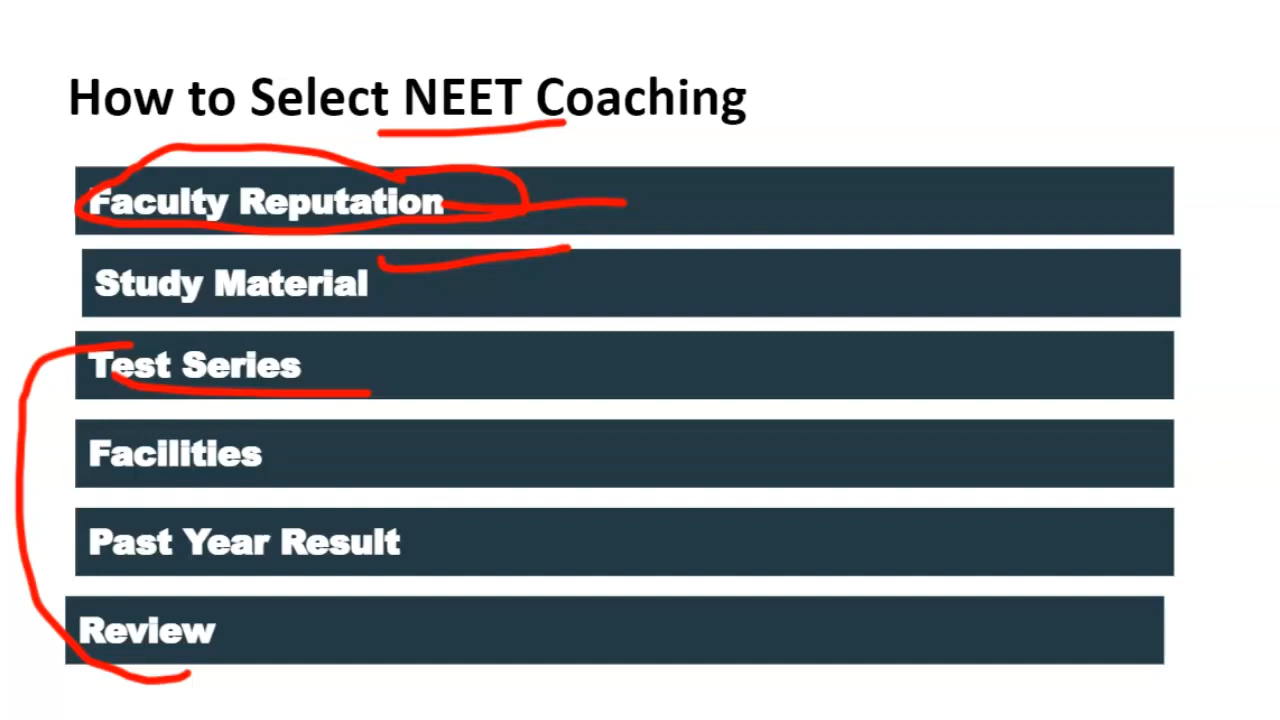 How to Select NEET Coaching
Faculty Reputation
Study Material
Test Series
Facilities
Past Year Result
Review